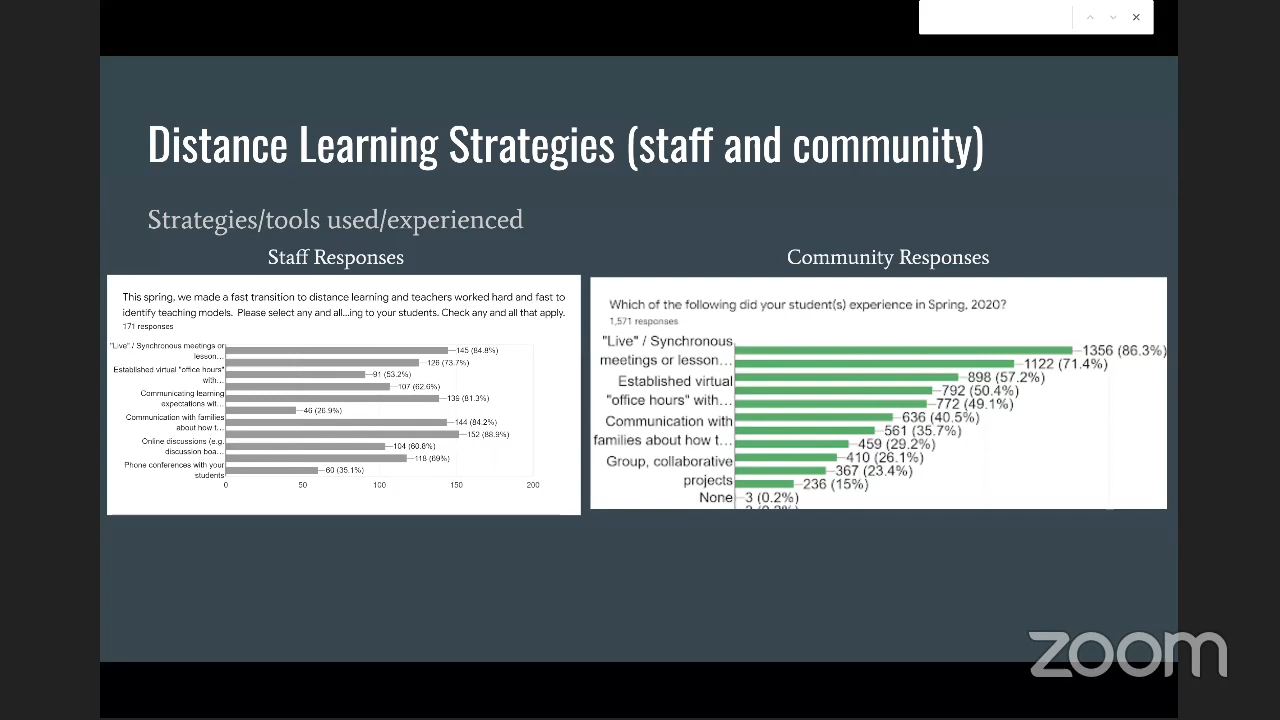 Distance Learning Strategies (staff and community)
Strategies/tools used/experienced
Staff Responses
This spring, we made a fast transition to distance learning and teachers worked hard and fast to
identify teaching models. Please select any and all...ing to your students. Check any and all that apply.
171 responses
"Live" / Synchronous meetings or
lesson…
Established virtual "office hours"
with…
Communicating learning
expectations wit…
Communication with families
about how t…
Online discussions (e.g.
discussion boa…
Phone conferences with your
students
145 (84.8%)
126 (73.7%)
91 (53.2%)
107 (62.6%)
139 (81.3%)
46 (26.9%)
144 (84.2%)
152 (88.9%)
104 (60.8%)
118 (69%)
60 (35.1%)
0 50 100 150 200
Community Responses
Which of the following did your student(s) experience in Spring, 2020?
1,571 responses
"Live" / Synchronous
meetings or lesson…
Established virtual
"office hours" with…
Communication with
families about how t…
Group, collaborative
projects
None
1356 (86.3%)
1122 (71.4%)
898 (57.2%)
792 (50.4%)
772 (49.1%)
636 (40.5%)
561 (35.7%)
459 (29.2%)
410 (26.1%)
367 (23.4%)
236 (15%)
3 (0.2%)
zoom